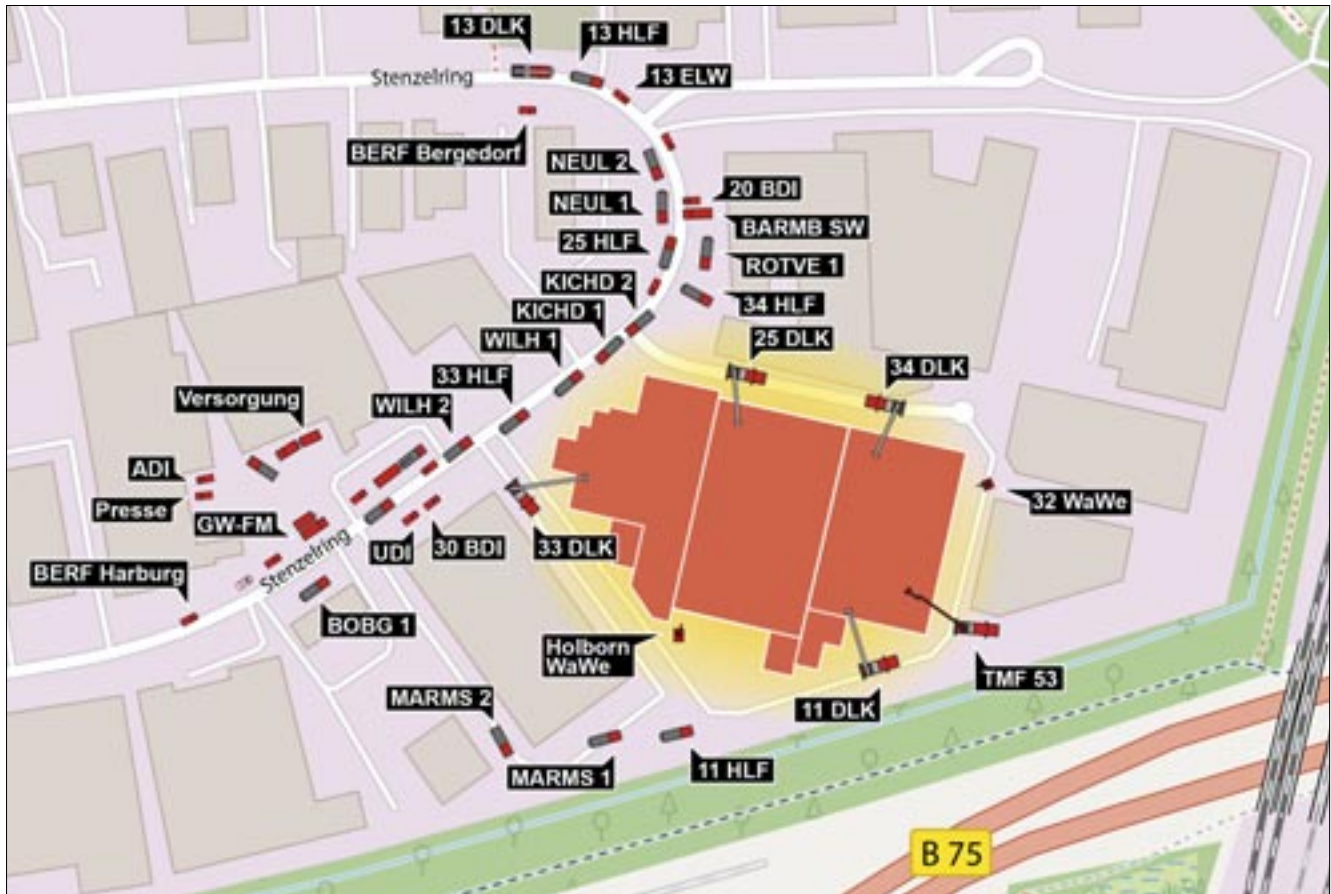 13 DLK
13 HLF
Stenzelring
13 ELW
BERF Bergedorf
NEUL 2
20 BDI
NEUL 1
BARMB SW
25 HLF
ROTVE 1
KICHD 2
34 HLF
KICHD 1
25 DLK
WILH 1
34 DLK
33 HLF
Versorgung
WILH 2
ADI
Presse
32 WaWe
GW-FM
UDI
30 BDI
33 DLK
Stenzelring
BERF Harburg
BOBG 1
Holborn
WaWe
TMF 53
MARMS 2
11 DLK
MARMS 1
11 HLF
B 75